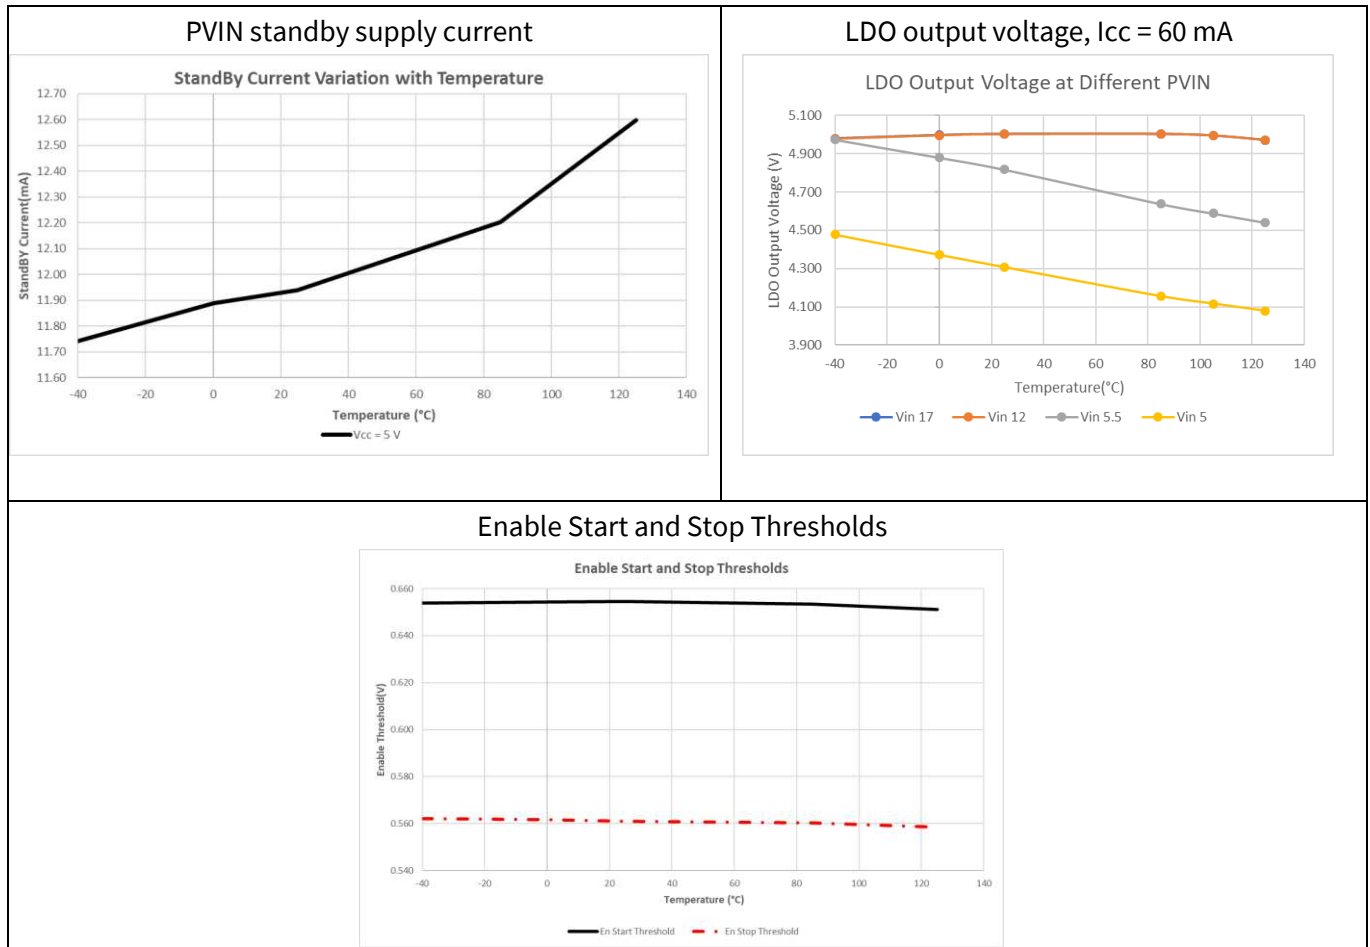 PVIN standby supply current
StandBy Current Variation with Temperature
12.70
12.60
12.50
12.40
12.30
12.20
12.10
12.00
11.90
11.80
11.70
11.60
StandBY Current(mA)
-40 -20 0 20 40 60 80 100 120 140
Temperature (°C)
Vcc = 5 V
LDO output voltage, Icc = 60 mA
LDO Output Voltage at Different PVIN
5.100
4.900
4.700
4.500
4.300
4.100
3.900
LDO Output Voltage (V)
-40 -20 0 20 40 60 80 100 120 140
Temperature(°C)
Vin 17 Vin 12 Vin 5.5 Vin 5
Enable Start and Stop Thresholds
Enable Start and Stop Thresholds
0.660
0.640
0.620
0.600
0.580
0.560
0.540
Enable Threshold(V)
-40 -20 0 20 40 60 80 100 120 140
Temperature (°C)
En Start Threshold En Stop Threshold